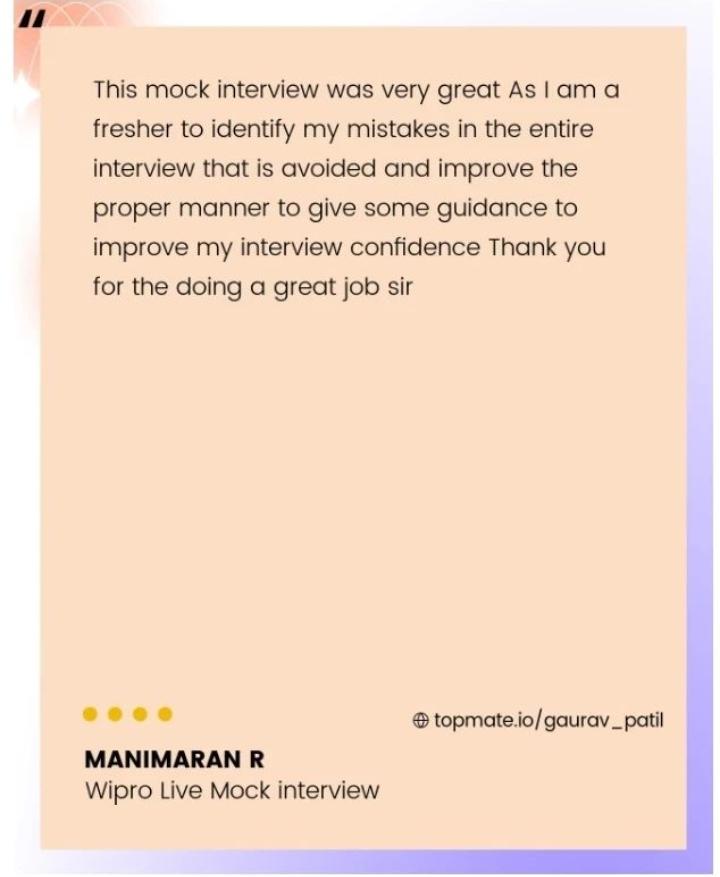 "
This mock interview was very great As I am a
fresher to identify my mistakes in the entire
interview that is avoided and improve the
proper manner to give some guidance to
improve my interview confidence Thank you
for the doing a great job sir
topmate.io/gaurav_patil
MANIMARAN R
Wipro Live Mock interview